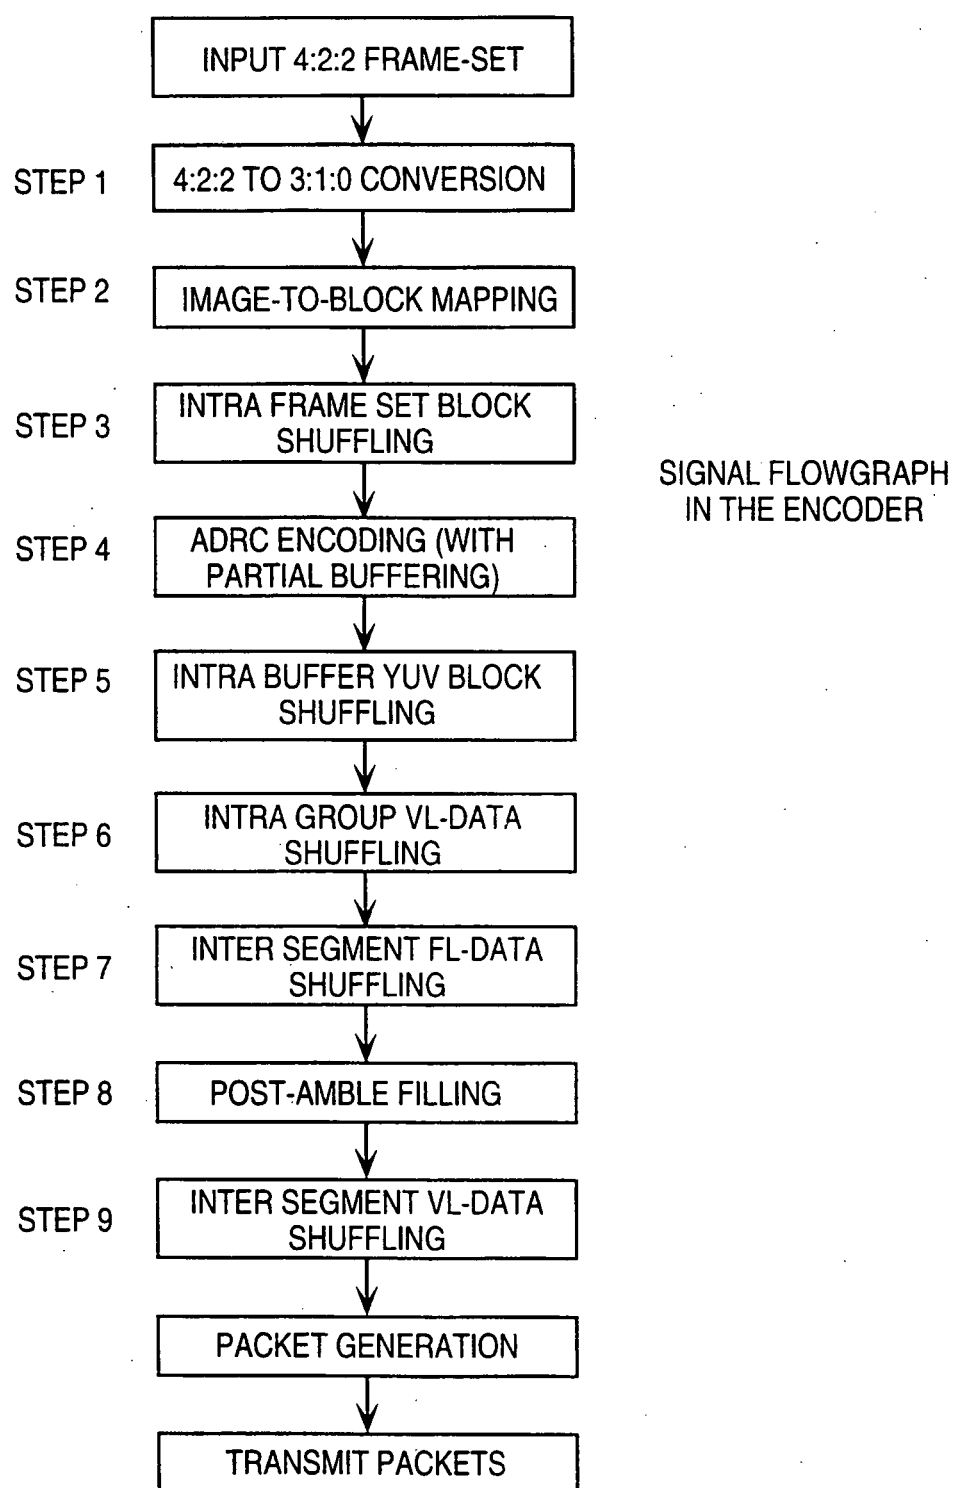 INPUT 4:2:2 FRAME-SET
STEP 1
4:2:2 TO 3:1:0 CONVERSION
STEP 2
IMAGE-TO-BLOCK MAPPING
STEP 3
INTRA FRAME SET BLOCK
SHUFFLING
SIGNAL FLOWGRAPH
IN THE ENCODER
STEP 4
ADRC ENCODING (WITH
PARTIAL BUFFERING)
STEP 5
INTRA BUFFER YUV BLOCK
SHUFFLING
STEP 6
INTRA GROUP VL-DATA
SHUFFLING
STEP 7
INTER SEGMENT FL-DATA
SHUFFLING
STEP 8
POST-AMBLE FILLING
STEP 9
INTER SEGMENT VL-DATA
SHUFFLING
PACKET GENERATION
TRANSMIT PACKETS